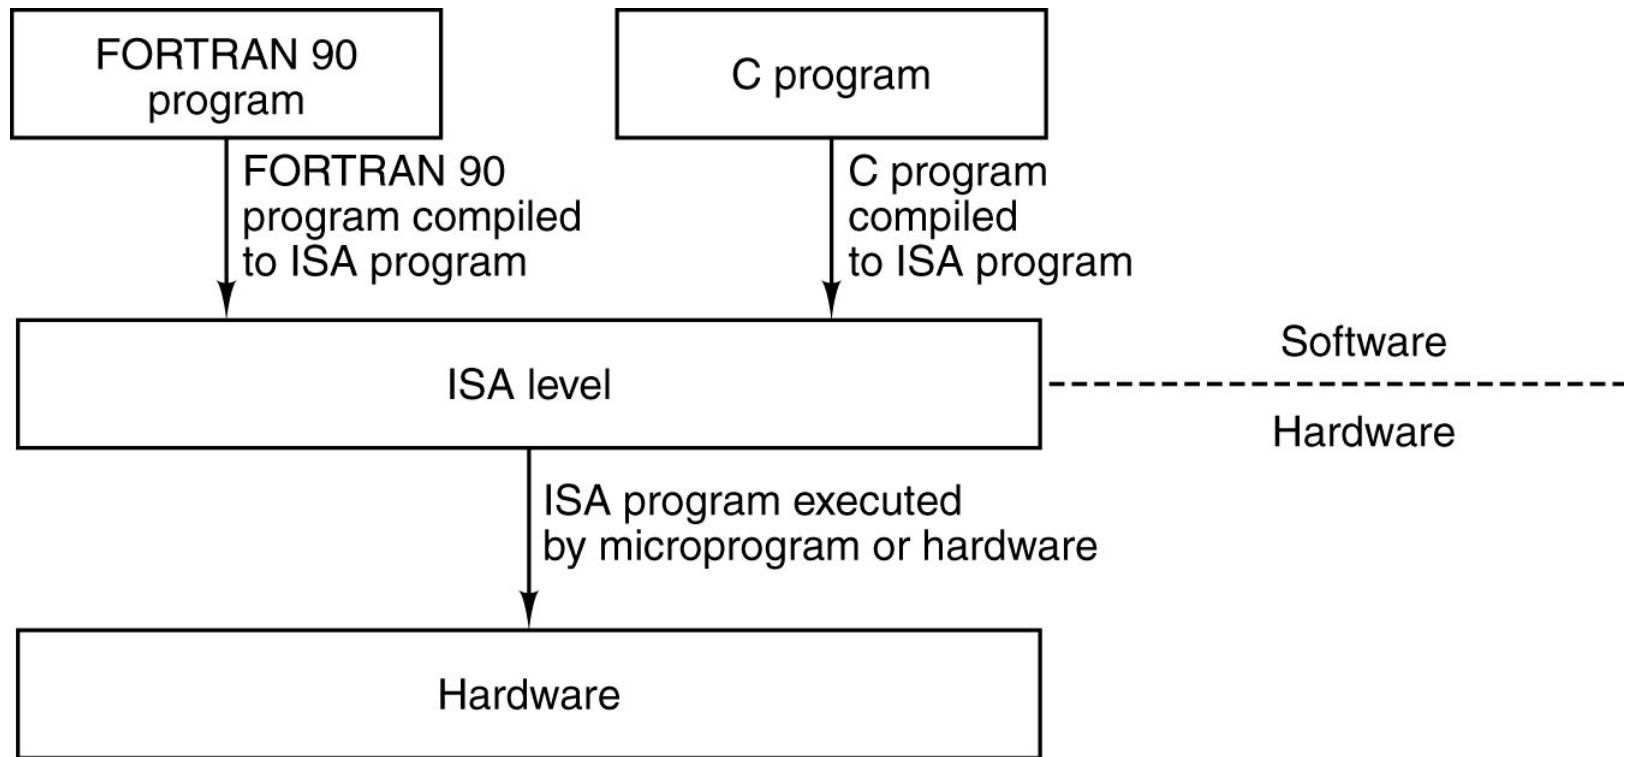 FORTRAN 90
program
C program
FORTRAN 90
program compiled
to ISA program
C program
compiled
to ISA program
ISA level
Software
Hardware
ISA program executed
by microprogram or hardware
Hardware